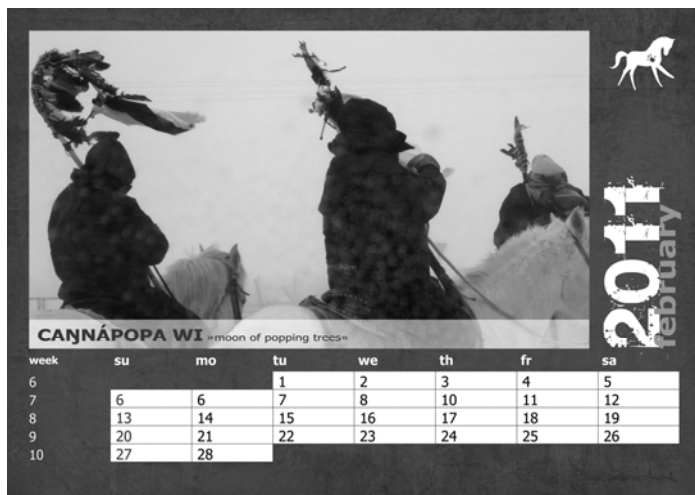 2011
february
CAŊNÁPOPA WI »moon of popping trees«
week su mo tu we th fr sa
6 1 2 3 4 5
7 6 6 7 8 10 11 12
8 13 14 15 16 17 18 19
9 20 21 22 23 24 25 26
10 27 28